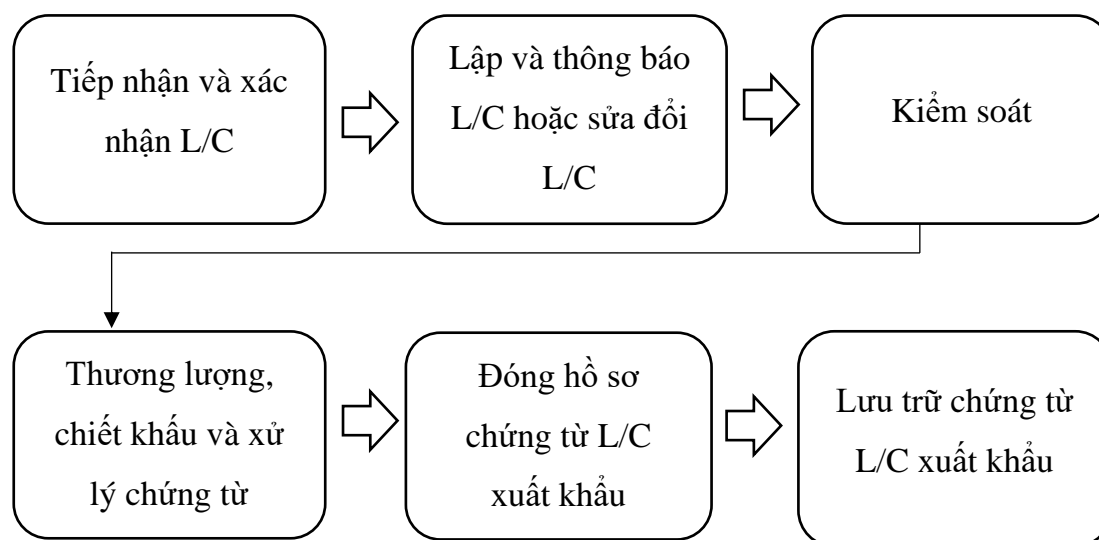 Tiếp nhận và xác
nhận L/C
Lập và thông báo
L/C hoặc sửa đổi
L/C
Kiểm soát
Thương lượng,
chiết khấu và xử
lý chứng từ
Đóng hồ sơ
chứng từ L/C
xuất khẩu
Lưu trữ chứng từ
L/C xuất khẩu